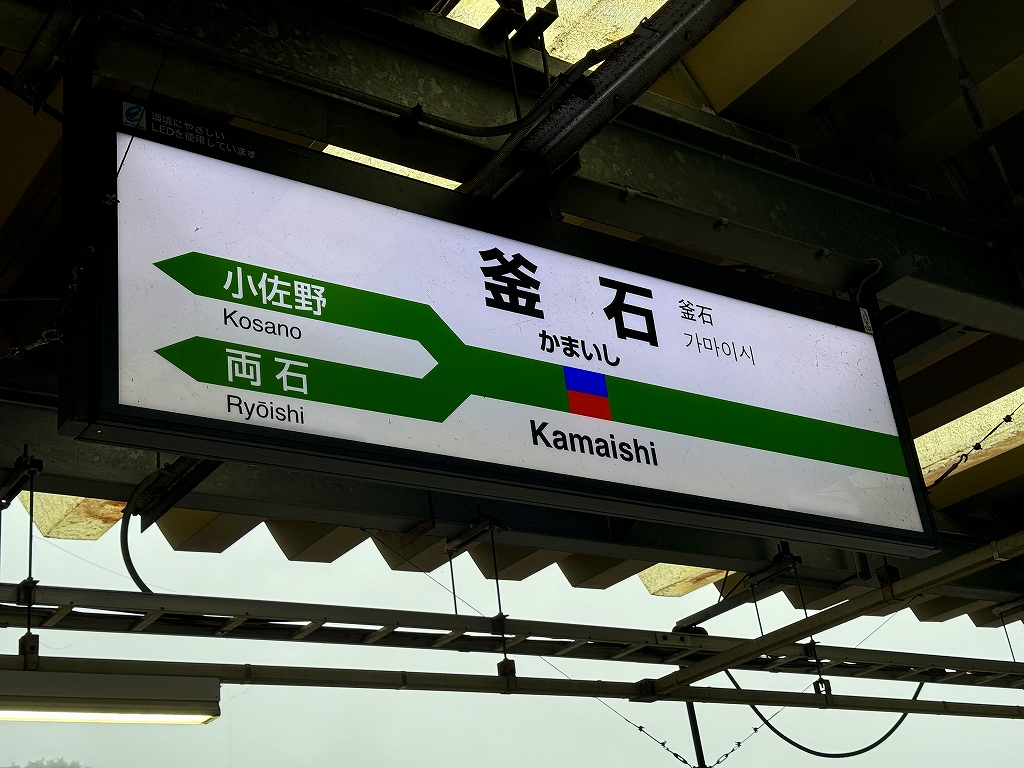 環境にやさしい
LEDを使用しています
小佐野
Kosano
両石
Ryōishi
釜石
かまいし
Kamaishi
釜石
가마이시